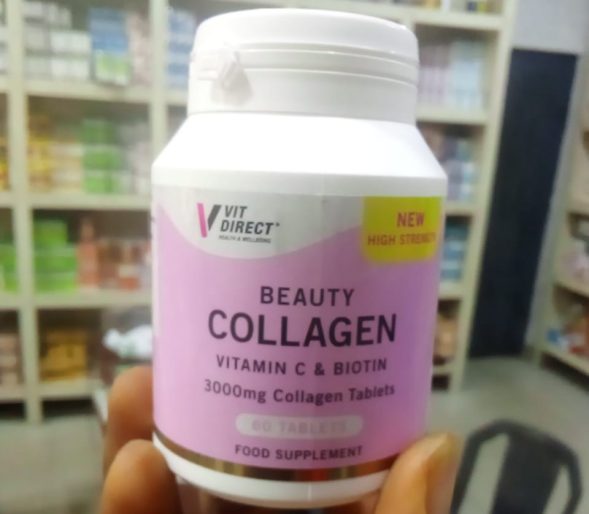 VIT
DIRECT
HEALTH & WELLBEING
NEW
HIGH STRENGTH
BEAUTY
COLLAGEN
VITAMIN C & BIOTIN
3000mg Collagen Tablets
60 TABLETS
FOOD SUPPLEMENT